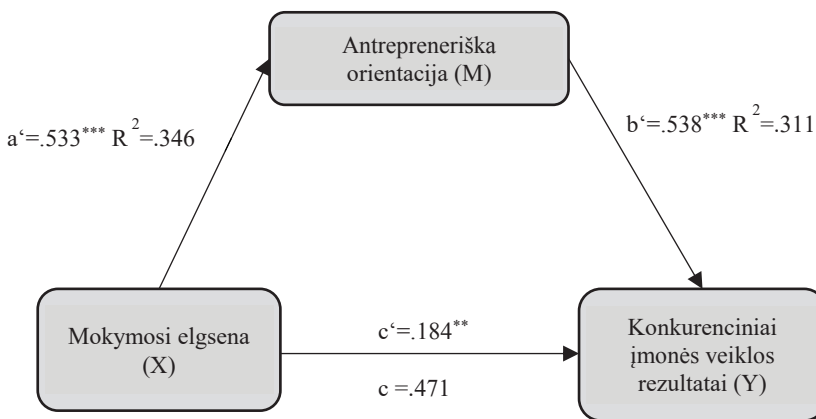 Antrepreneriška
orientacija (M)
a‘=.533*** R²=.346
b‘=.538*** R²=.311
Mokymosi elgsena
(X)
c‘=.184**
c =.471
Konkurenciniai
įmonės veiklos
rezultatai (Y)